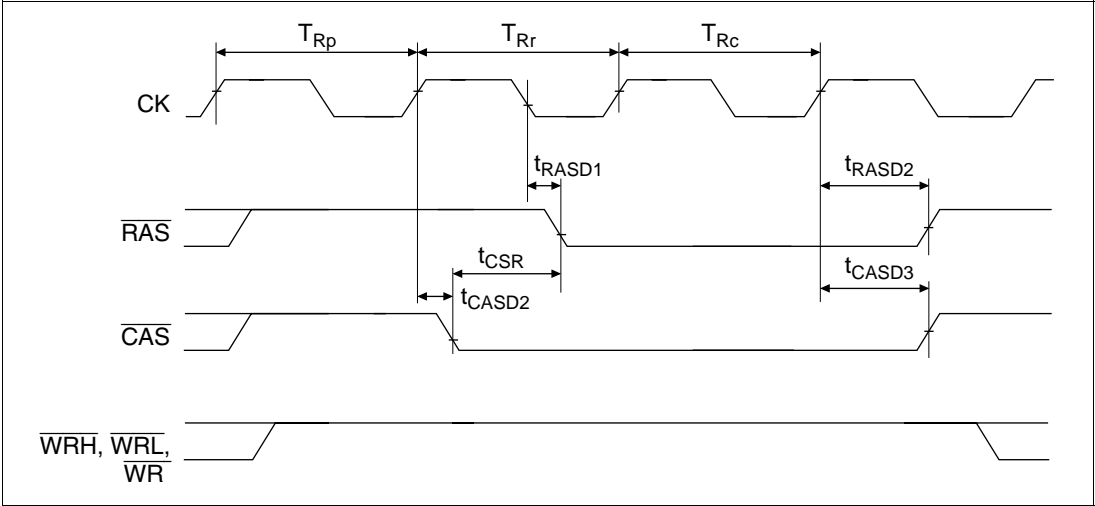 TRp TRr TRc
CK
tRASD1 tRASD2
RAS
tCSR tCASD3
tCASD2
CAS
WRH, WRL,
WR